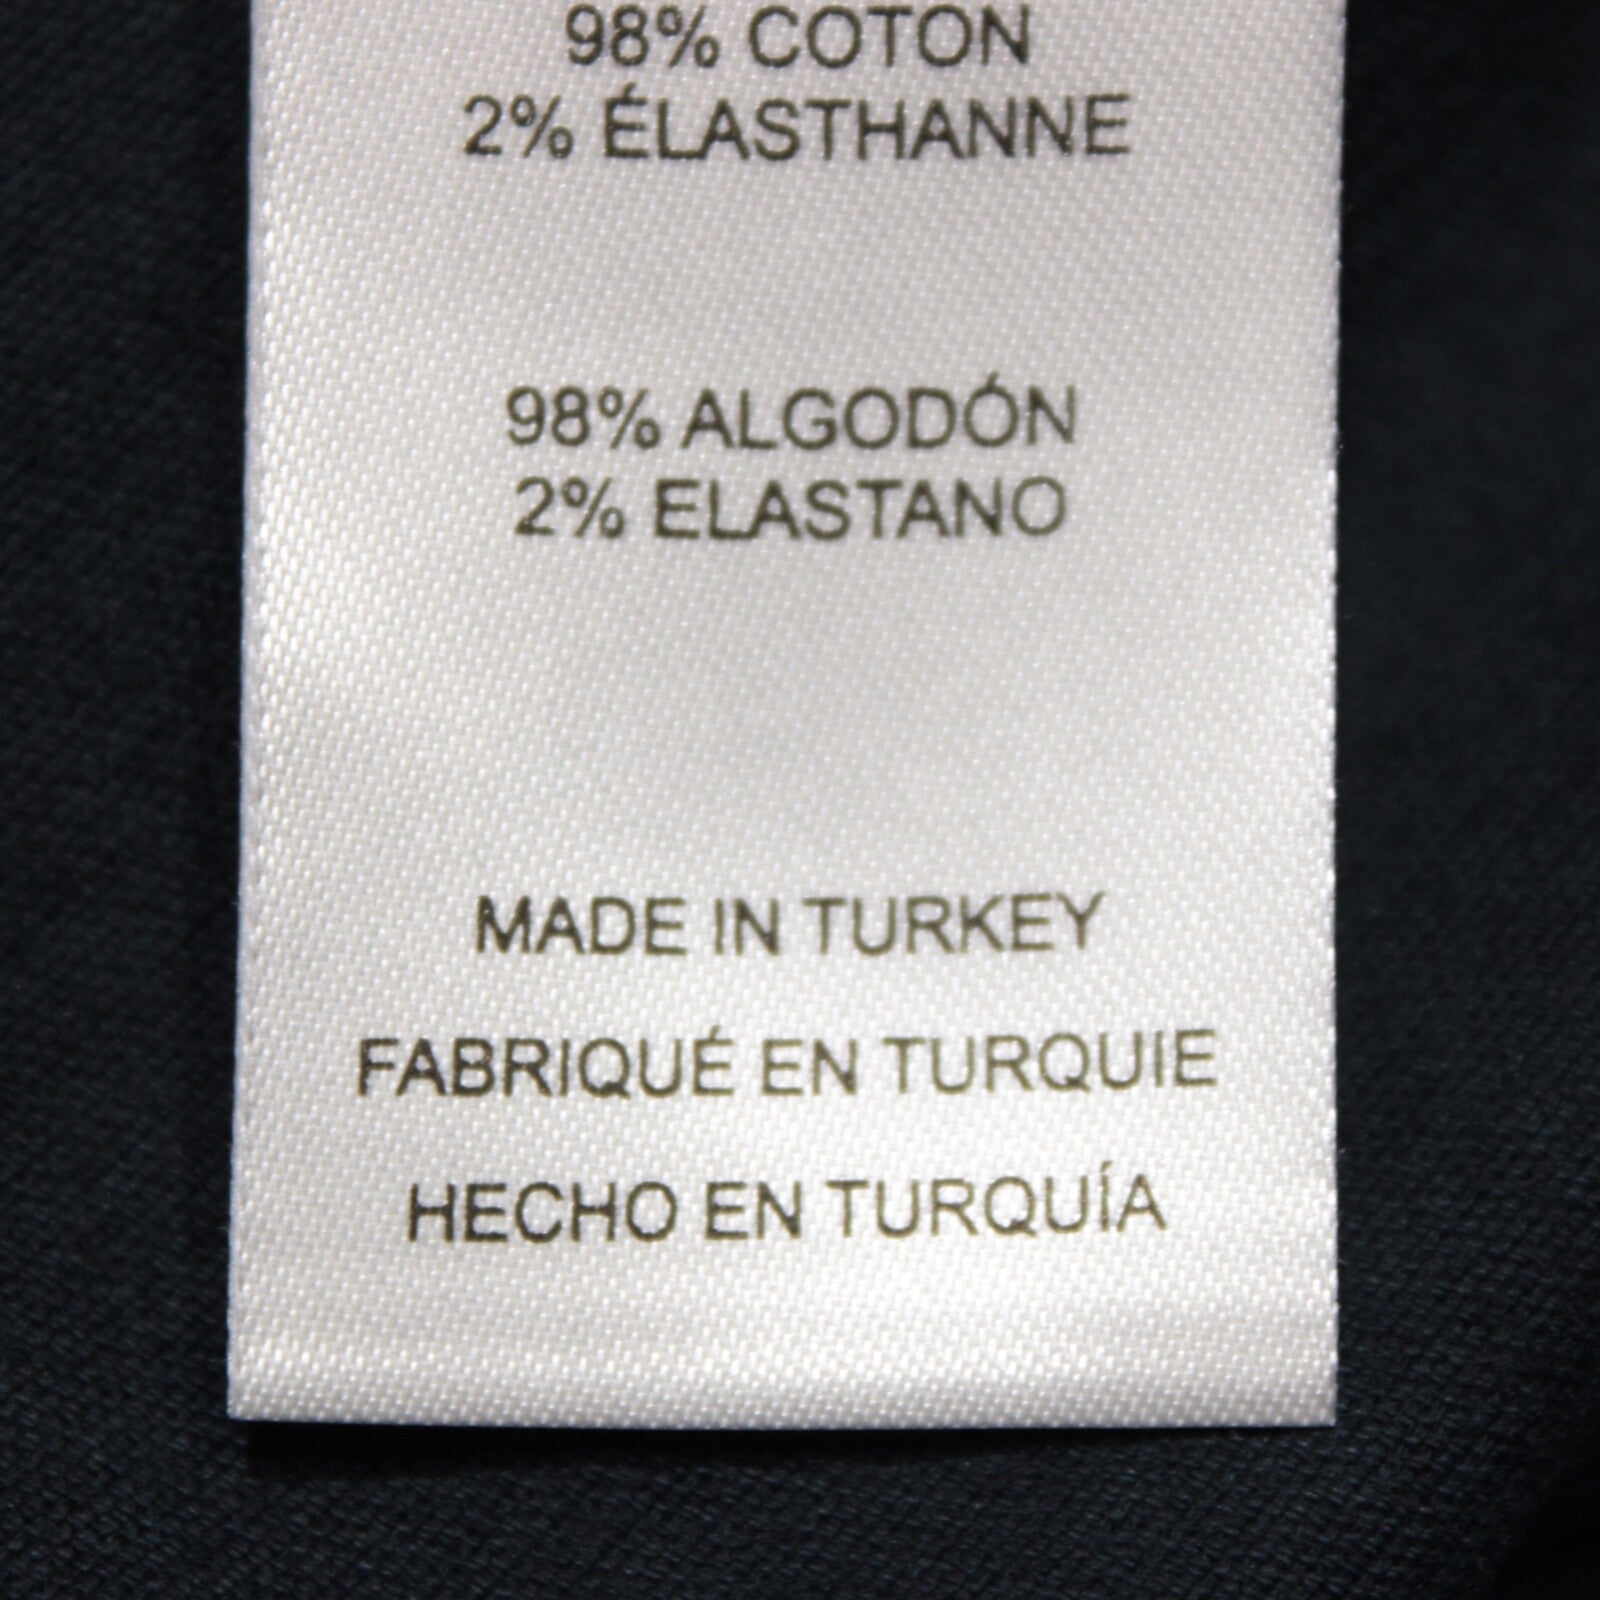 98% COTON
2% ÉLASTHANNE
98% ALGODÓN
2% ELASTANO
MADE IN TURKEY
FABRIQUÉ EN TURQUIE
HECHO EN TURQUÍA